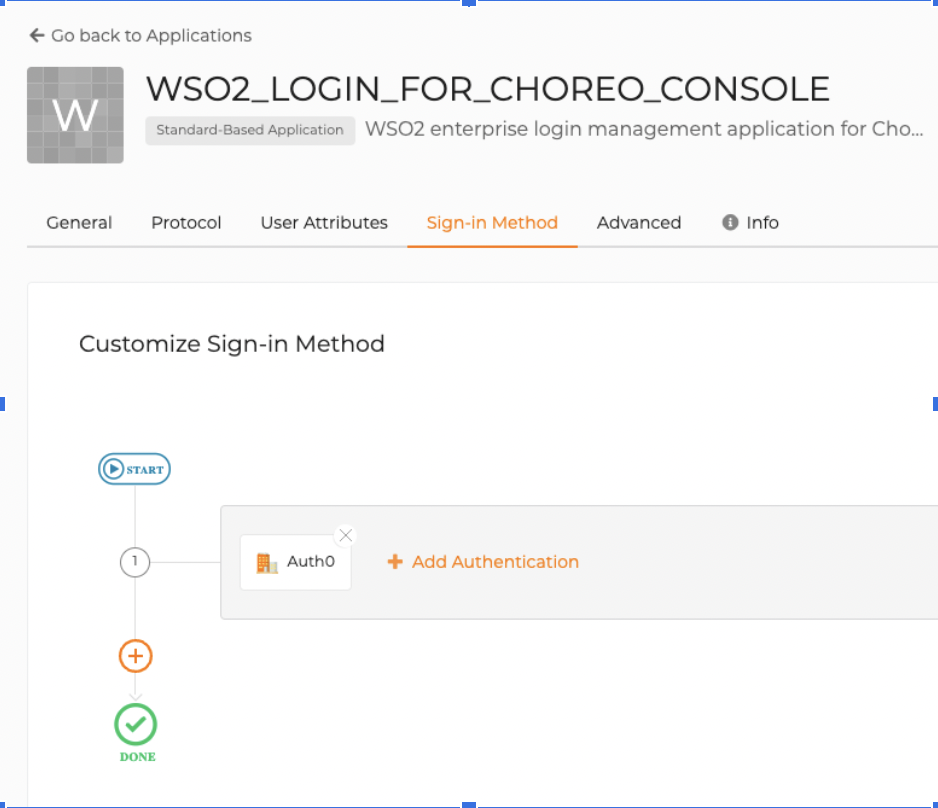 Go back to Applications
W
WSO2_LOGIN_FOR_CHOREO_CONSOLE
Standard-Based Application WSO2 enterprise login management application for Cho...
General Protocol User Attributes Sign-in Method Advanced Info
Customize Sign-in Method
START
1 Auth0 Add Authentication
DONE